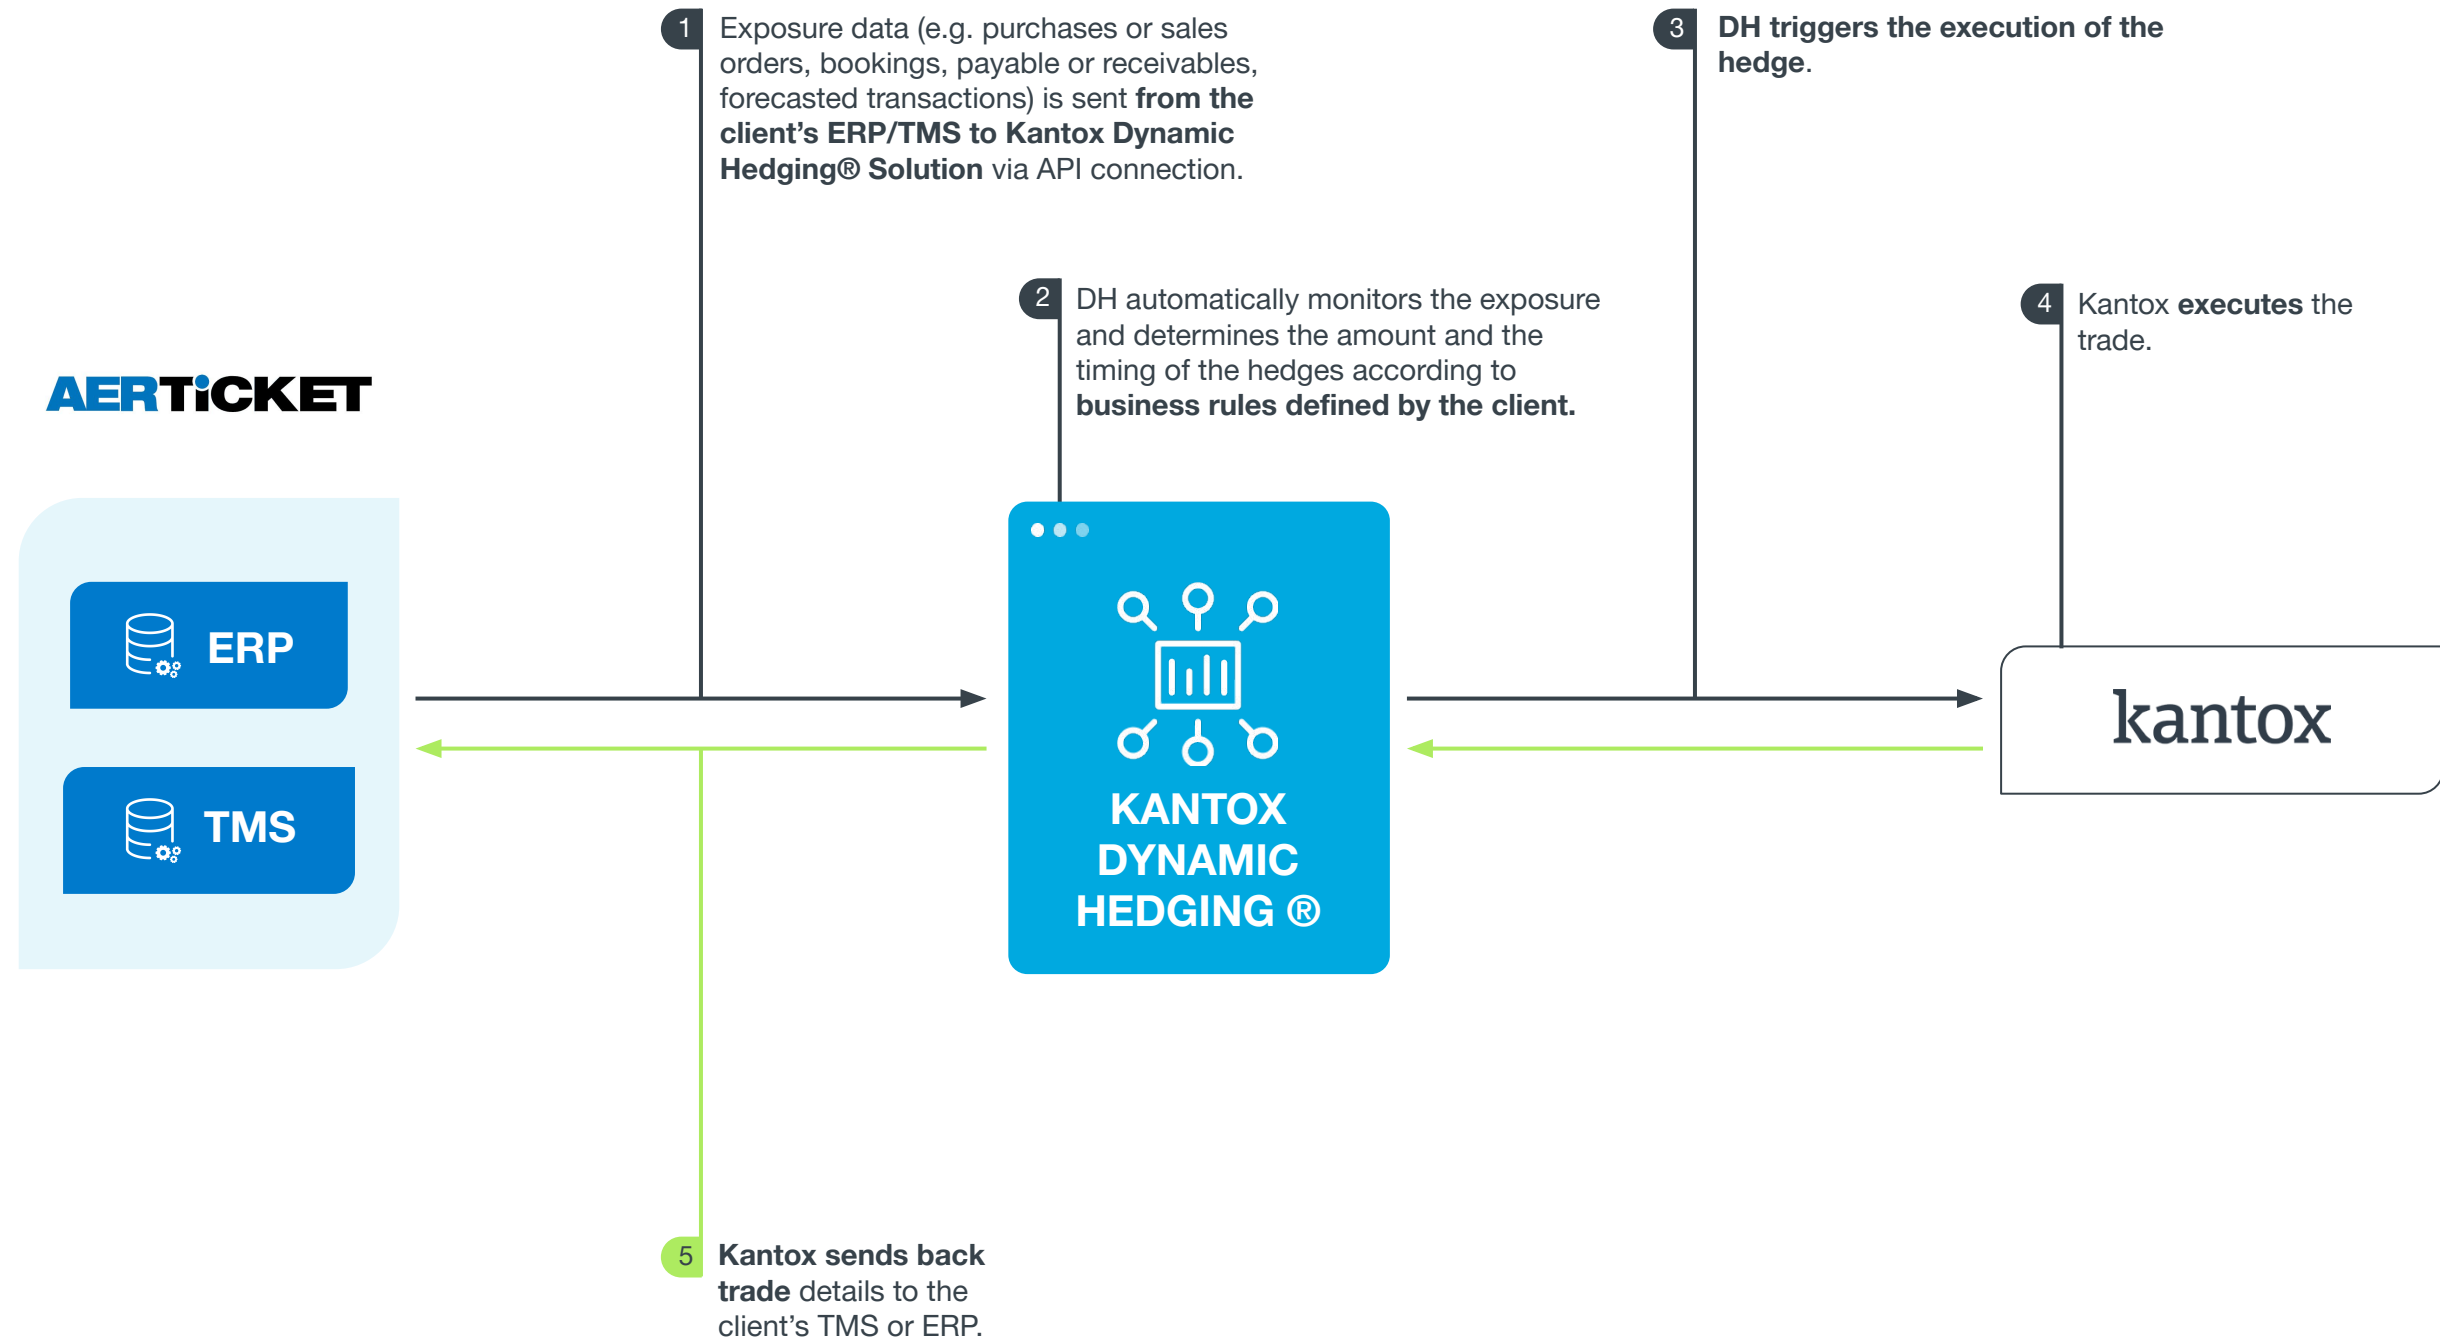 1
Exposure data (e.g. purchases or sales
orders, bookings, payable or receivables,
forecasted transactions) is sent from the
client’s ERP/TMS to Kantox Dynamic
Hedging® Solution via API connection.
3
DH triggers the execution of the
hedge.
2
DH automatically monitors the exposure
and determines the amount and the
timing of the hedges according to
business rules defined by the client.
4
Kantox executes the
trade.
AERTiCKET
ERP
TMS
KANTOX
DYNAMIC
HEDGING ®
kantox
5
Kantox sends back
trade details to the
client’s TMS or ERP.